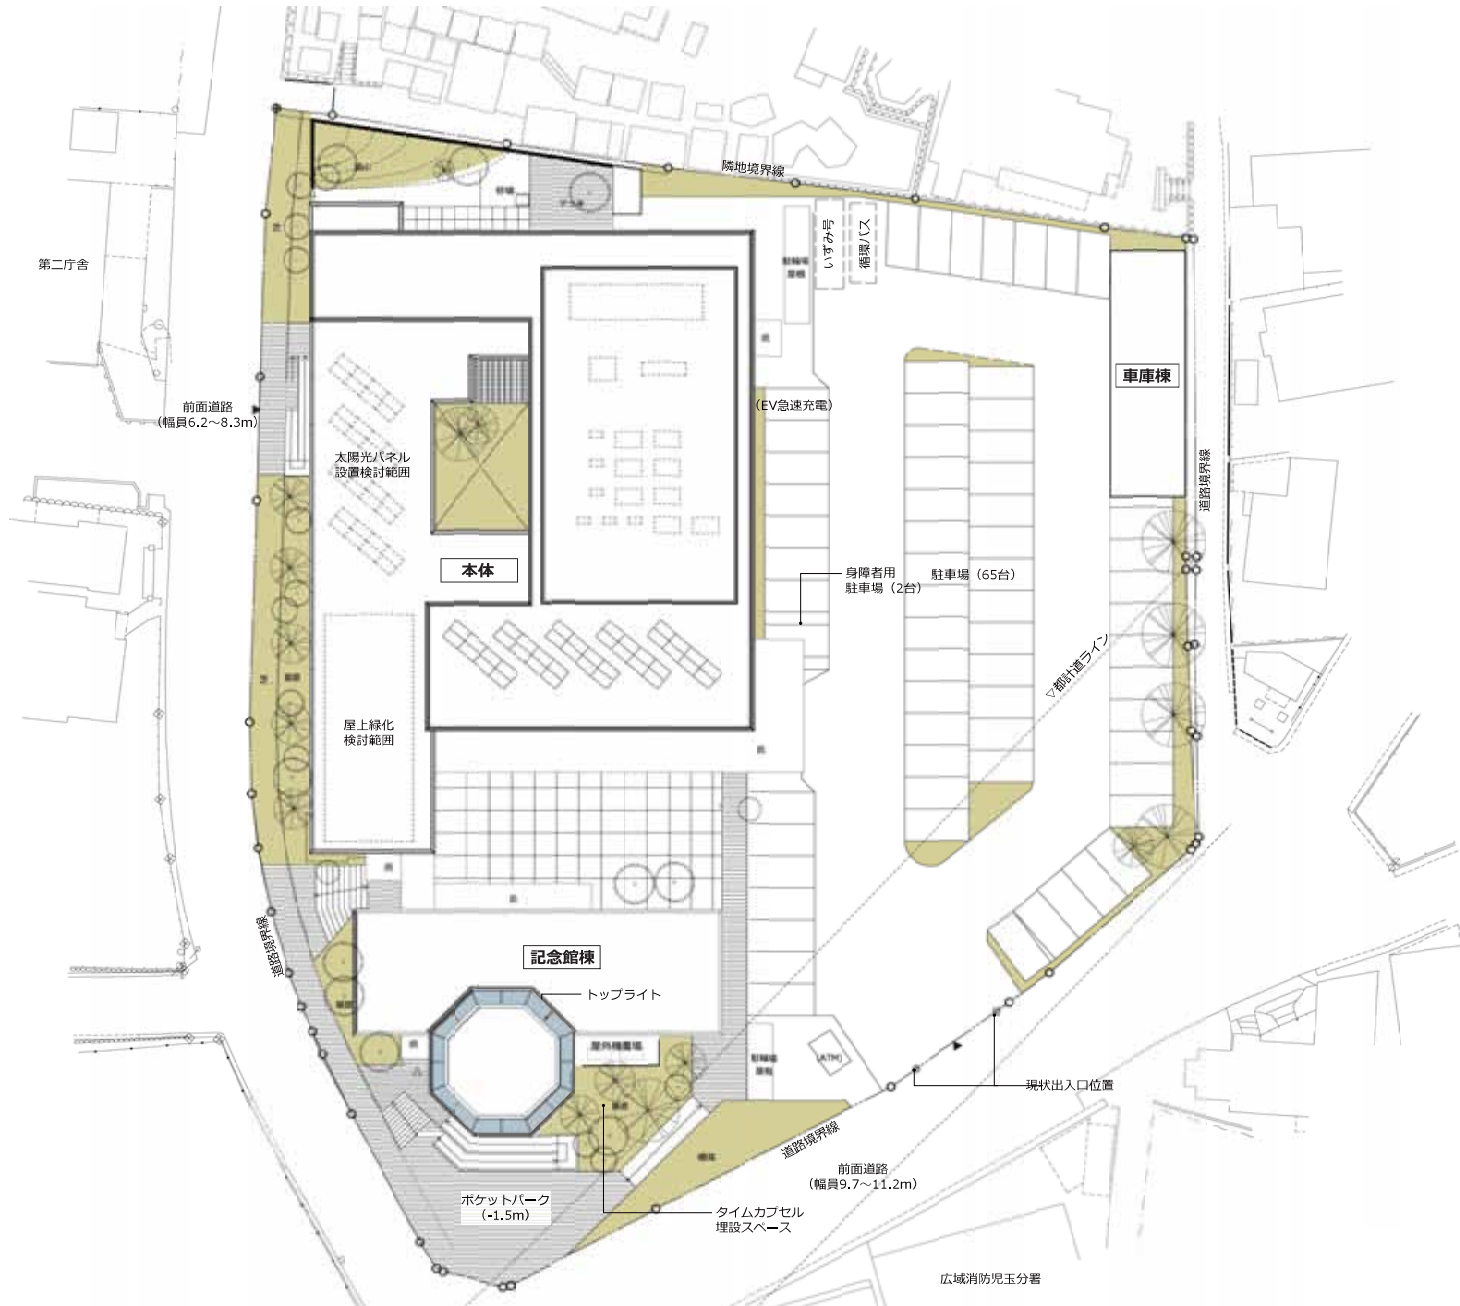 隣地境界線
いずみ号
循環バス
駐輪場
第二庁舎
車庫棟
前面道路
（幅員6.2～8.3m）
（EV急速充電）
太陽光パネル
設置検討範囲
道路境界線
本体
身障者用
駐車場（2台）
駐車場（65台）
▽都計道ライン
屋上緑化
検討範囲
道路境界線
記念館棟
トップライト
屋外機置場
駐輪場
(ATM)
現状出入口位置
道路境界線
前面道路
（幅員9.7～11.2m）
ポケットパーク
（-1.5m）
タイムカプセル
埋設スペース
広域消防児玉分署